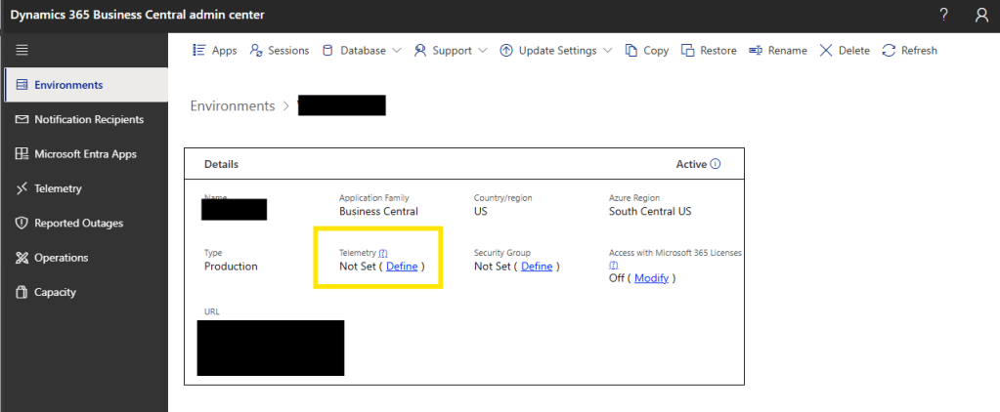 Dynamics 365 Business Central admin center ?
Apps Sessions Database Support Update Settings Copy Restore Rename Delete Refresh
Environments
Notification Recipients
Microsoft Entra Apps
Telemetry
Reported Outages
Operations
Capacity
Environments >
Details Active
Name
Application Family
Business Central
Country/region
US
Azure Region
South Central US
Type
Production
Telemetry (?)
Not Set ( Define )
Security Group
Not Set ( Define )
Access with Microsoft 365 Licenses
(?)
Off ( Modify )
URL